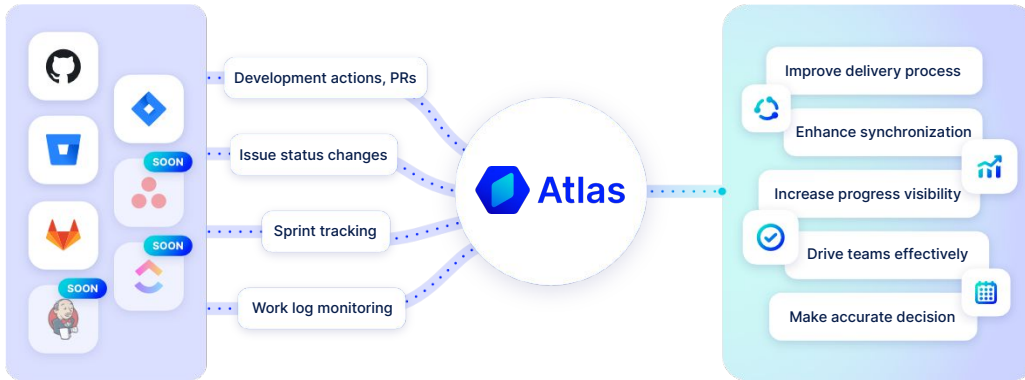 SOON
SOON
SOON
Development actions, PRs
Issue status changes
Sprint tracking
Work log monitoring
Atlas
Improve delivery process
Enhance synchronization
Increase progress visibility
Drive teams effectively
Make accurate decision